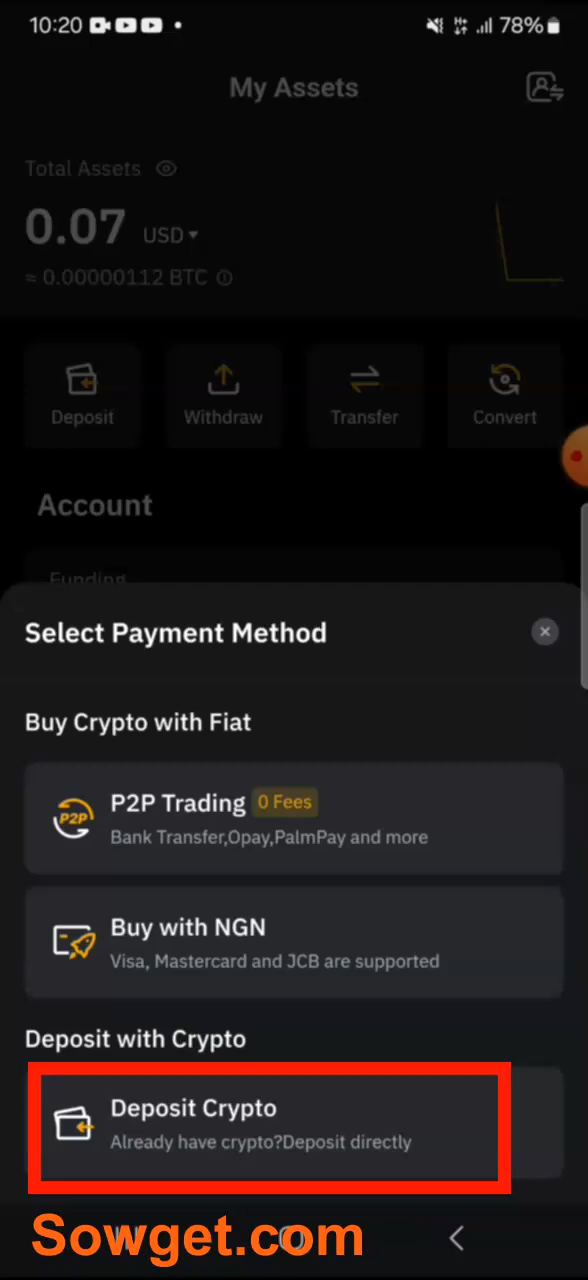 10:20
78%
My Assets
Total Assets
0.07 USD
≈ 0.00000112 BTC
Deposit
Withdraw
Transfer
Convert
Account
Funding
Select Payment Method
Buy Crypto with Fiat
P2P Trading 0 Fees
P2P
Bank Transfer,Opay,PalmPay and more
Buy with NGN
Visa, Mastercard and JCB are supported
Deposit with Crypto
Deposit Crypto
Already have crypto?Deposit directly
Sowget.com